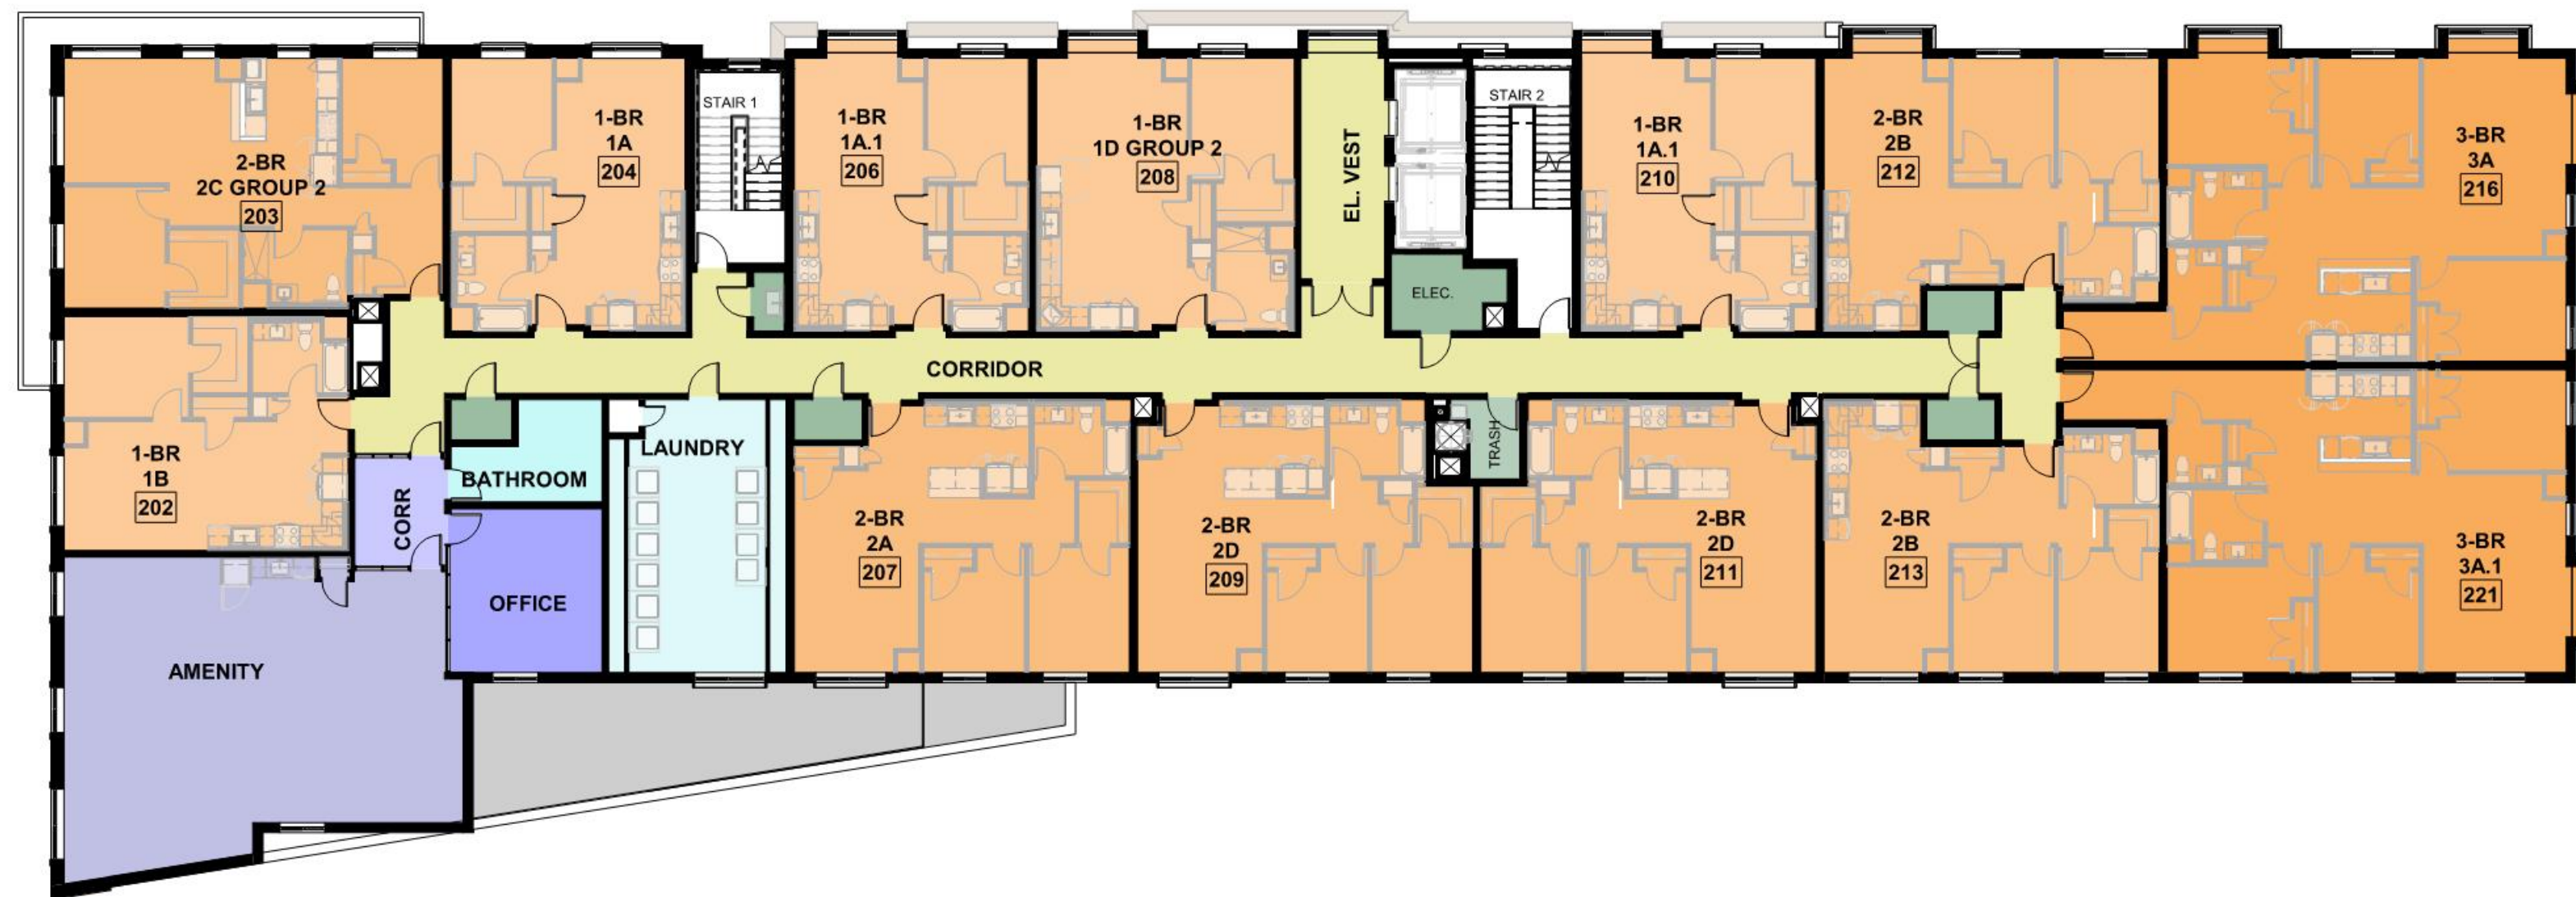 2-BR
2C GROUP 2
203
1-BR
1A
204
STAIR 1
1-BR
1A.1
206
1-BR
1D GROUP 2
208
EL. VEST
STAIR 2
1-BR
1A.1
210
2-BR
2B
212
3-BR
3A
216
ELEC.
CORRIDOR
1-BR
1B
202
CORR
BATHROOM
LAUNDRY
OFFICE
AMENITY
2-BR
2A
207
2-BR
2D
209
TRASH
2-BR
2D
211
2-BR
2B
213
3-BR
3A.1
221